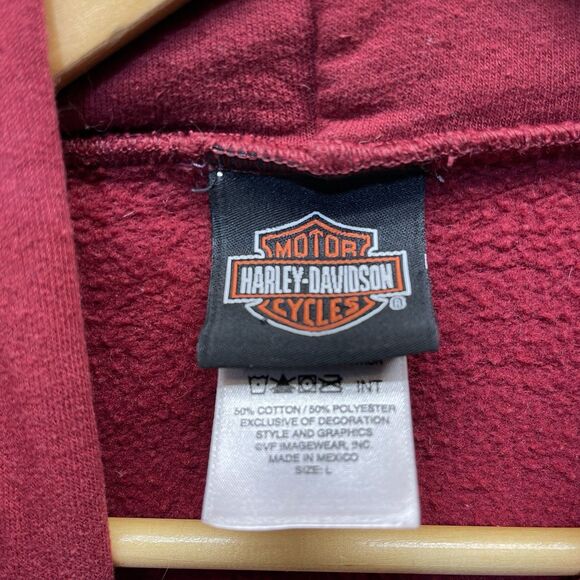 MOTOR
HARLEY-DAVIDSON
CYCLES
®
INT
50% COTTON / 50% POLYESTER
EXCLUSIVE OF DECORATION
STYLE AND GRAPHICS
©VF IMAGEWEAR, INC.
MADE IN MEXICO
SIZE: L